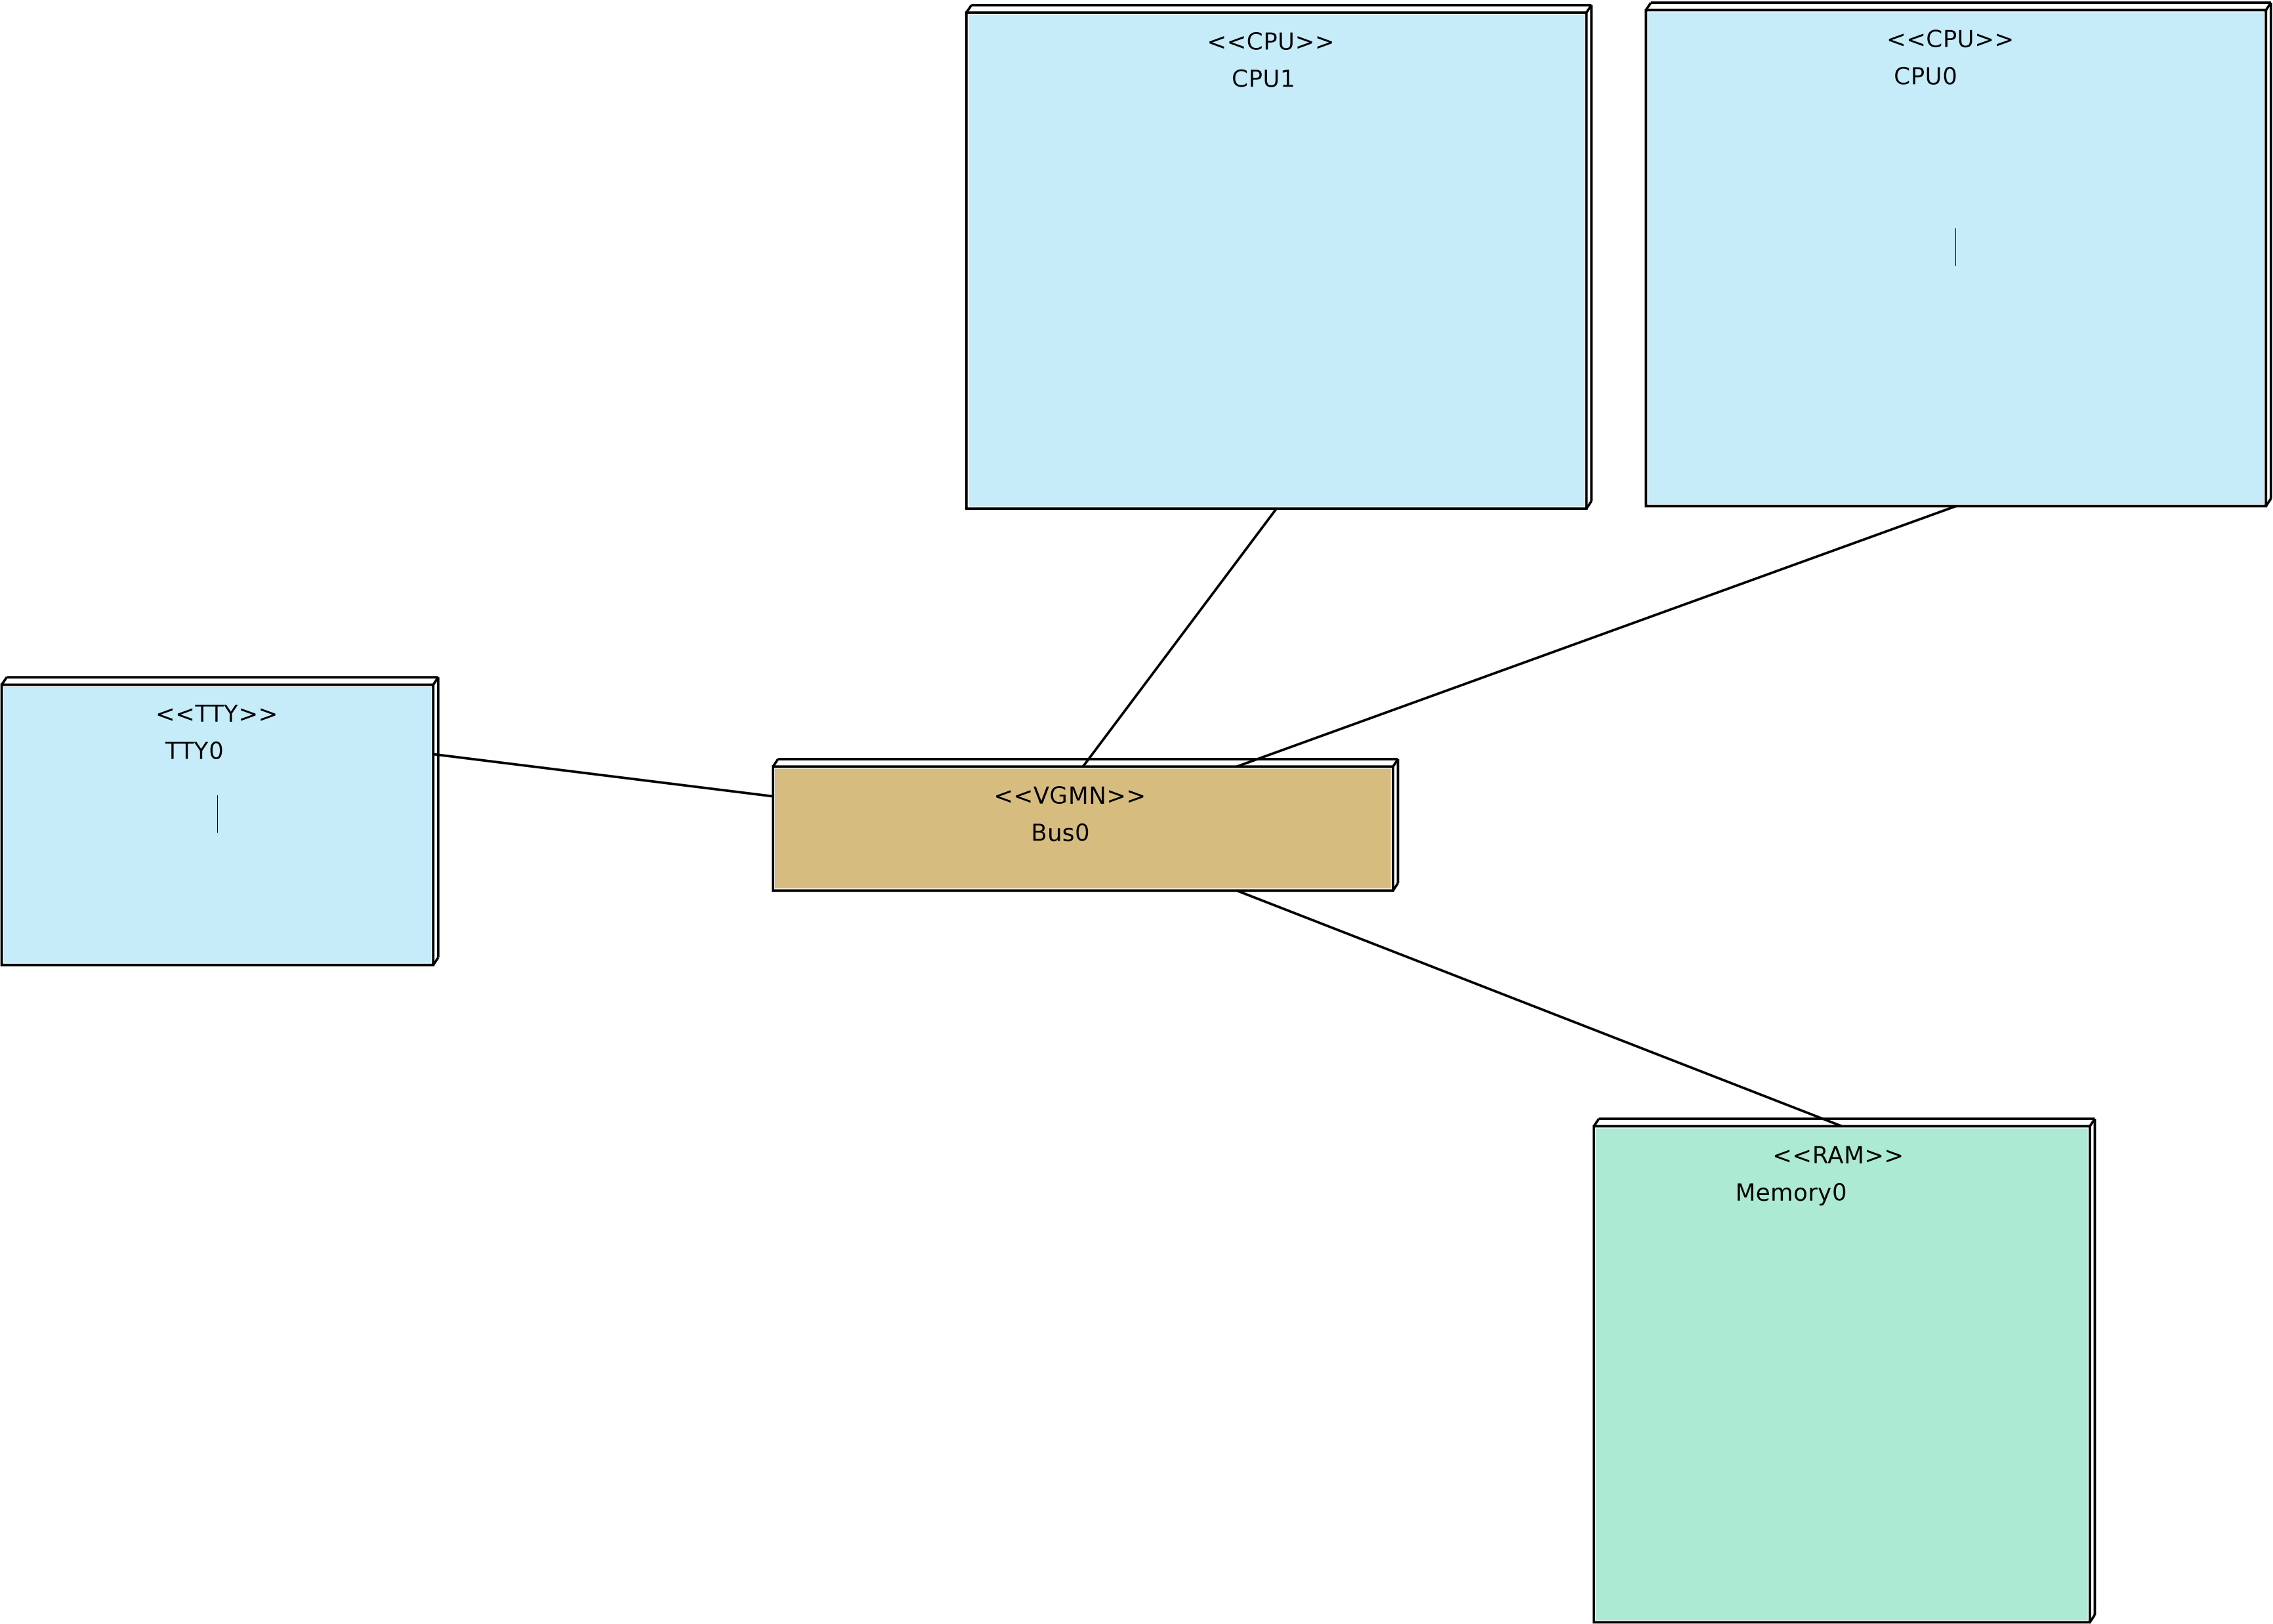 <<CPU>>
CPU1
<<CPU>>
CPU0
<<TTY>>
TTY0
<<VGMN>>
Bus0
<<RAM>>
Memory0